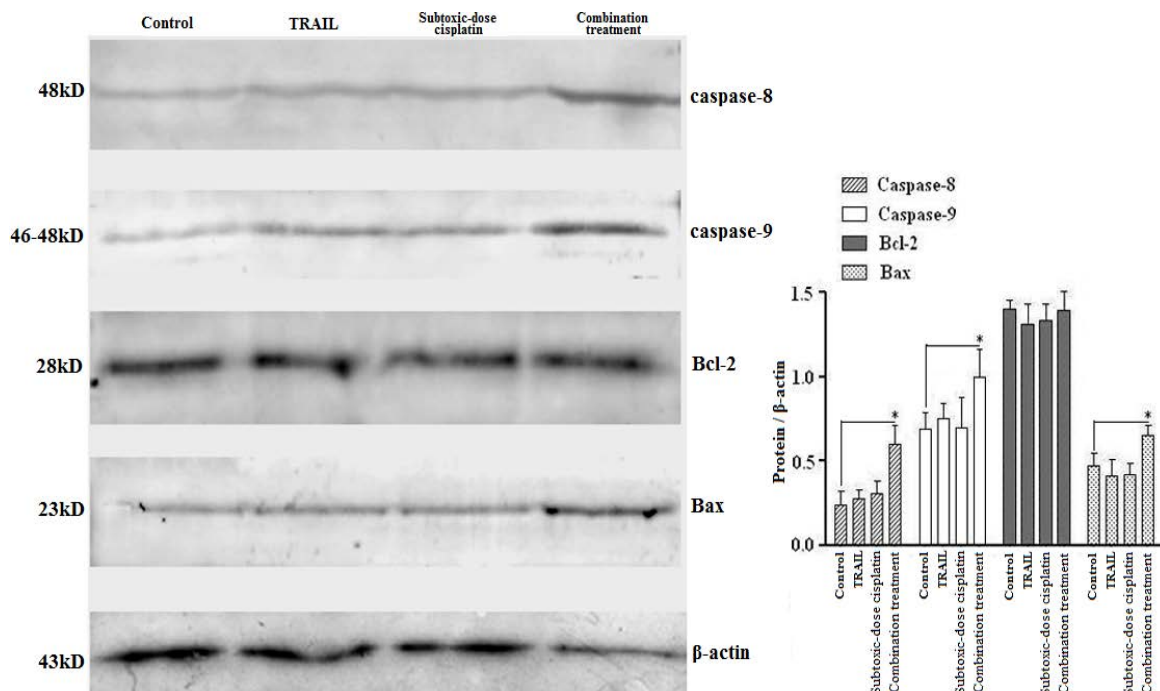 Control TRAIL Subtoxic-dose cisplatin Combination treatment
48kD caspase-8
46-48kD caspase-9
28kD Bcl-2
23kD Bax
43kD β-actin
Caspase-8
Caspase-9
Bcl-2
Bax
Protein / β-actin
1.5
1.0
0.5
0.0
*
*
*
Control
TRAIL
Subtoxic-dose cisplatin
Combination treatment
Control
TRAIL
Subtoxic-dose cisplatin
Combination treatment
Control
TRAIL
Subtoxic-dose cisplatin
Combination treatment
Control
TRAIL
Subtoxic-dose cisplatin
Combination treatment